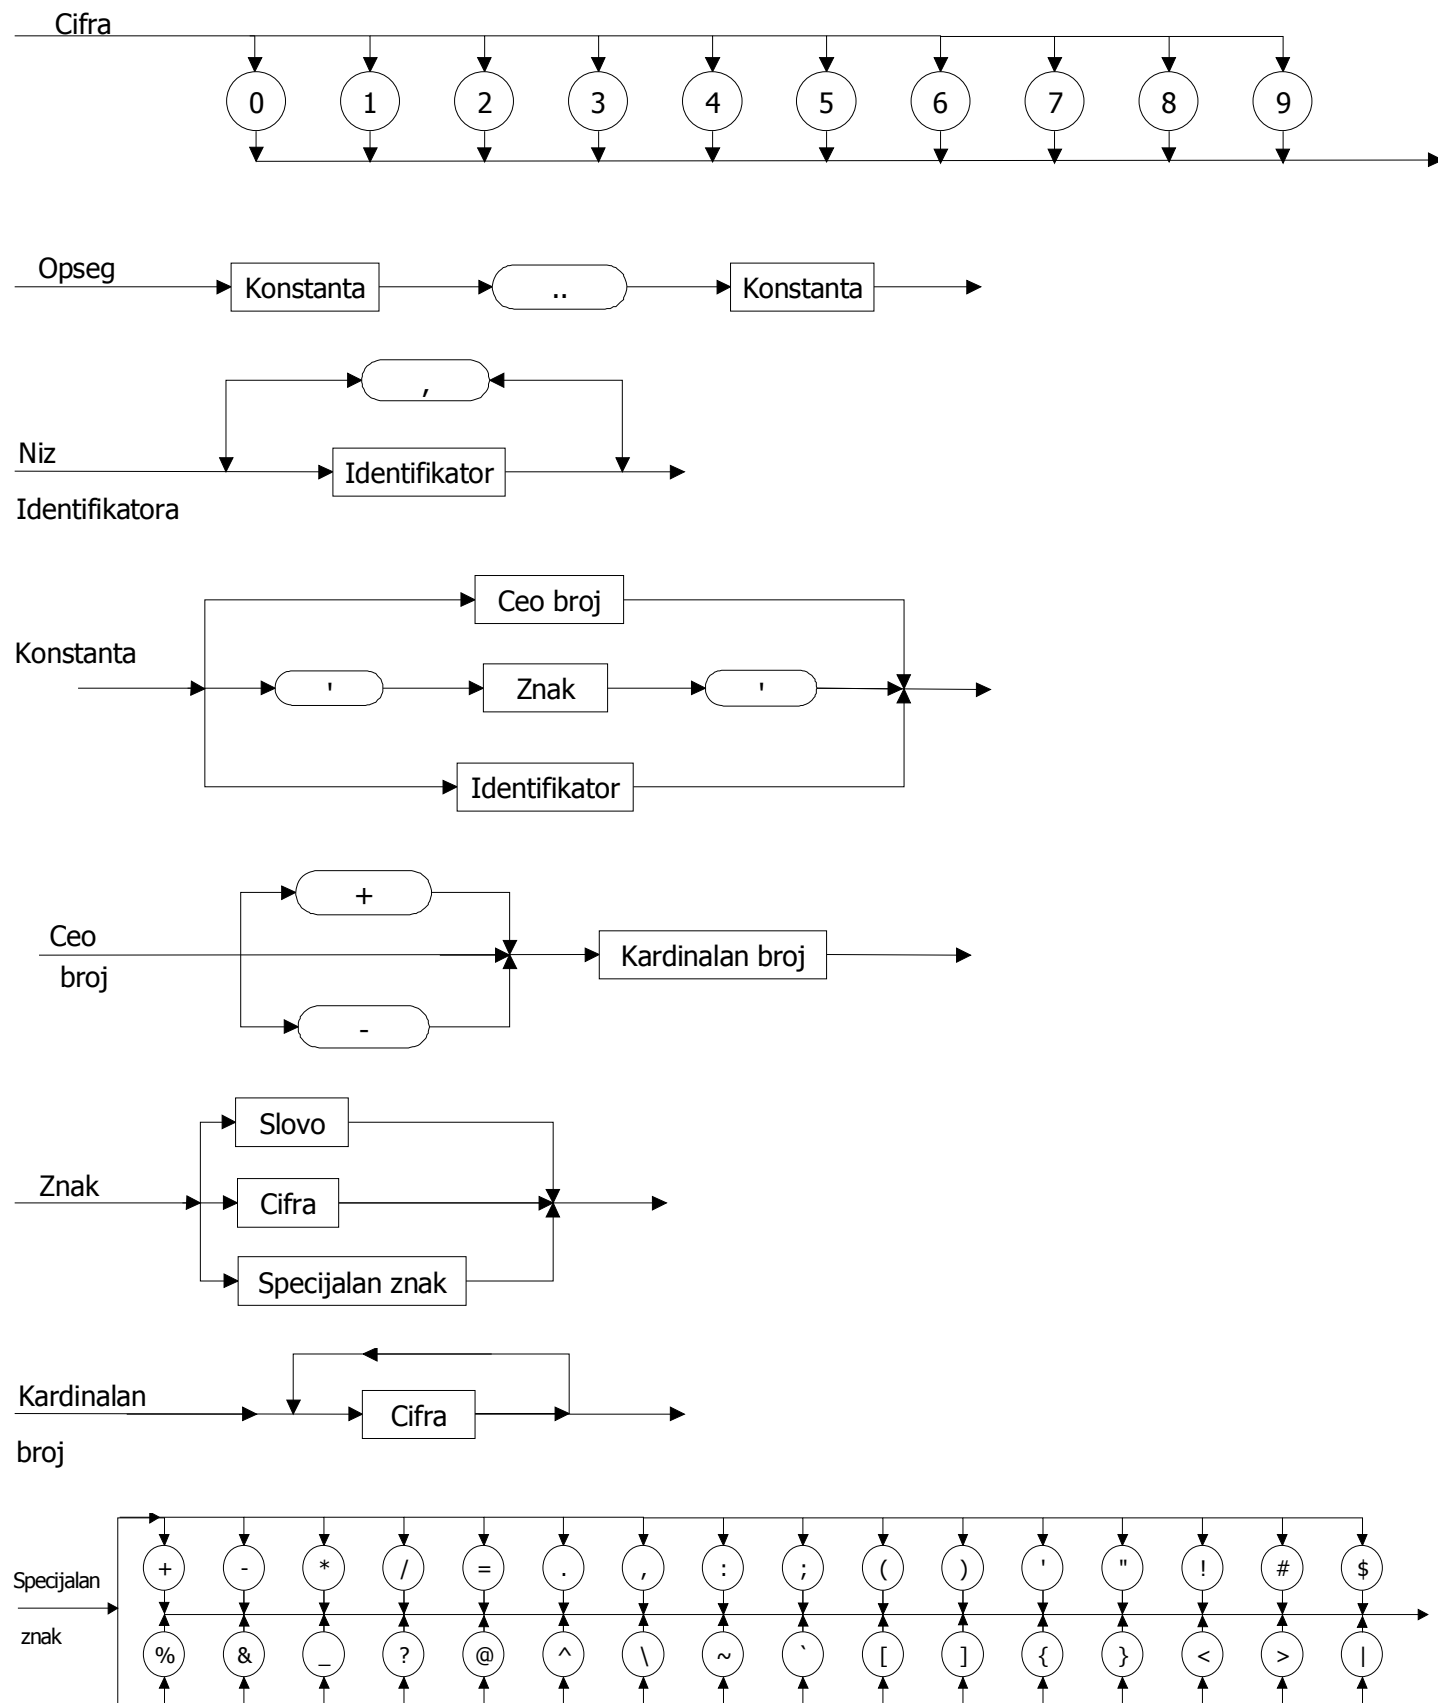 Cifra
0 1 2 3 4 5 6 7 8 9
Opseg
Konstanta .. Konstanta
,
Niz
Identifikator
Identifikatora
Ceo broj
Konstanta
' Znak '
Identifikator
+
Ceo
Kardinalan broj
broj
-
Slovo
Znak
Cifra
Specijalan znak
Kardinalan
Cifra
broj
+ - * / = . , : ; ( ) ' " ! # $
Specijalan
znak
% & _ ? @ ^ \ ~ ` [ ] { } < > |